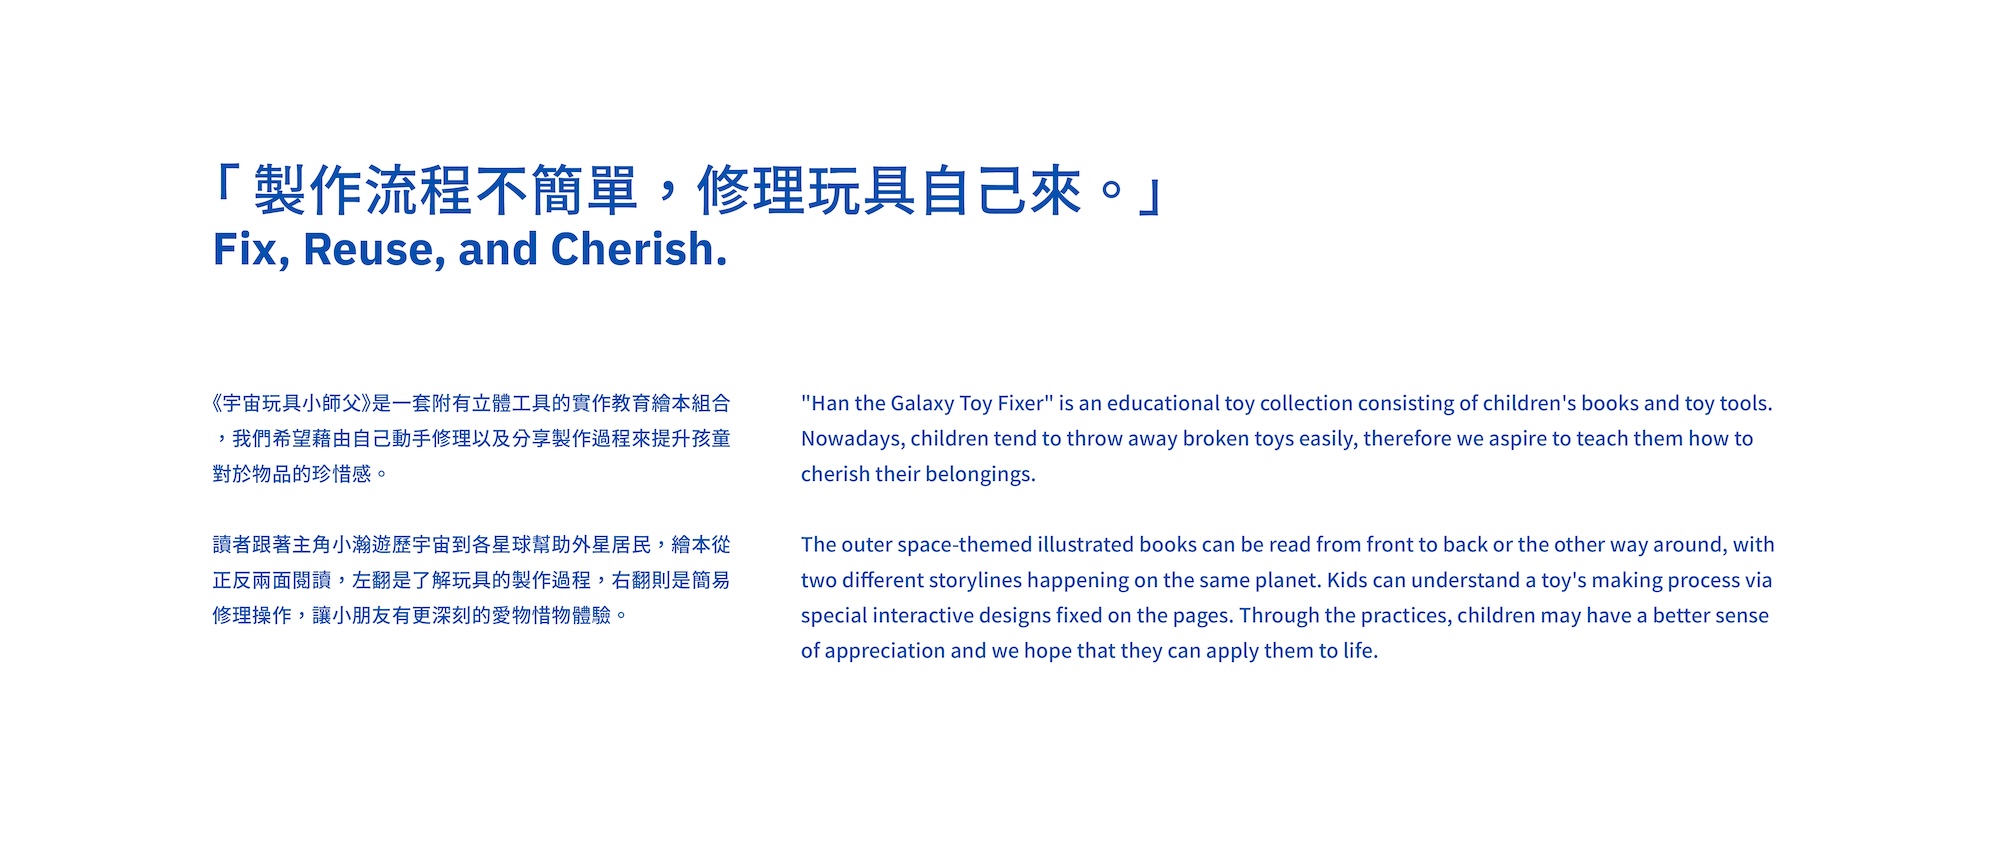 「製作流程不簡單，修理玩具自己來。」
Fix, Reuse, and Cherish.
《宇宙玩具小師父》是一套附有立體工具的實作教育繪本組合
，我們希望藉由自己動手修理以及分享製作過程來提升孩童
對於物品的珍惜感。
讀者跟著主角小瀚遊歷宇宙到各星球幫助外星居民，繪本從
正反兩面閱讀，左翻是了解玩具的製作過程，右翻則是簡易
修理操作，讓小朋友有更深刻的愛物惜物體驗。
"Han the Galaxy Toy Fixer" is an educational toy collection consisting of children's books and toy tools.
Nowadays, children tend to throw away broken toys easily, therefore we aspire to teach them how to
cherish their belongings.
The outer space-themed illustrated books can be read from front to back or the other way around, with
two different storylines happening on the same planet. Kids can understand a toy's making process via
special interactive designs fixed on the pages. Through the practices, children may have a better sense
of appreciation and we hope that they can apply them to life.